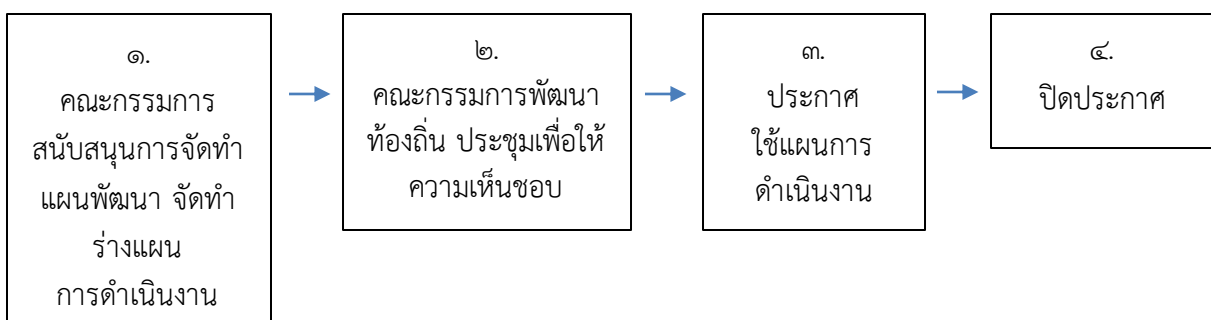 ๑.
คณะกรรมการ
สนับสนุนการจัดทำ
แผนพัฒนา จัดทำ
ร่างแผน
การดำเนินงาน
๒.
คณะกรรมการพัฒนา
ท้องถิ่น ประชุมเพื่อให้
ความเห็นชอบ
๓.
ประกาศ
ใช้แผนการ
ดำเนินงาน
๔.
ปิดประกาศ